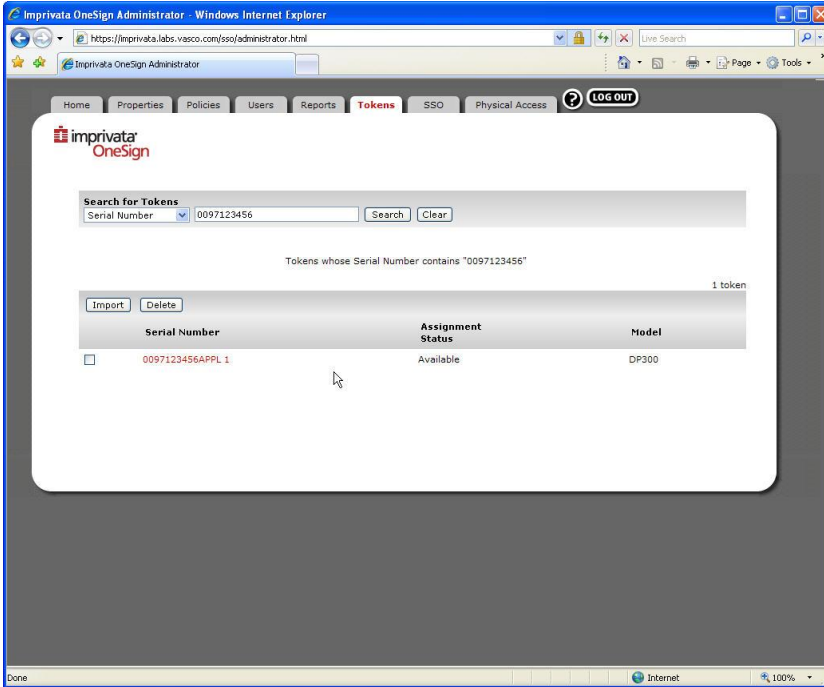 Imprivata OneSign Administrator - Windows Internet Explorer
https://imprivata.labs.vasco.com/sso/administrator.html
Live Search
Imprivata OneSign Administrator
Page
Tools
Home Properties Policies Users Reports Tokens SSO Physical Access ? LOG OUT
imprivata
OneSign
Search for Tokens
Serial Number 0097123456 Search Clear
Tokens whose Serial Number contains "0097123456"
1 token
Import Delete
Serial Number Assignment Status Model
0097123456APPL 1 Available DP300
Done Internet 100%